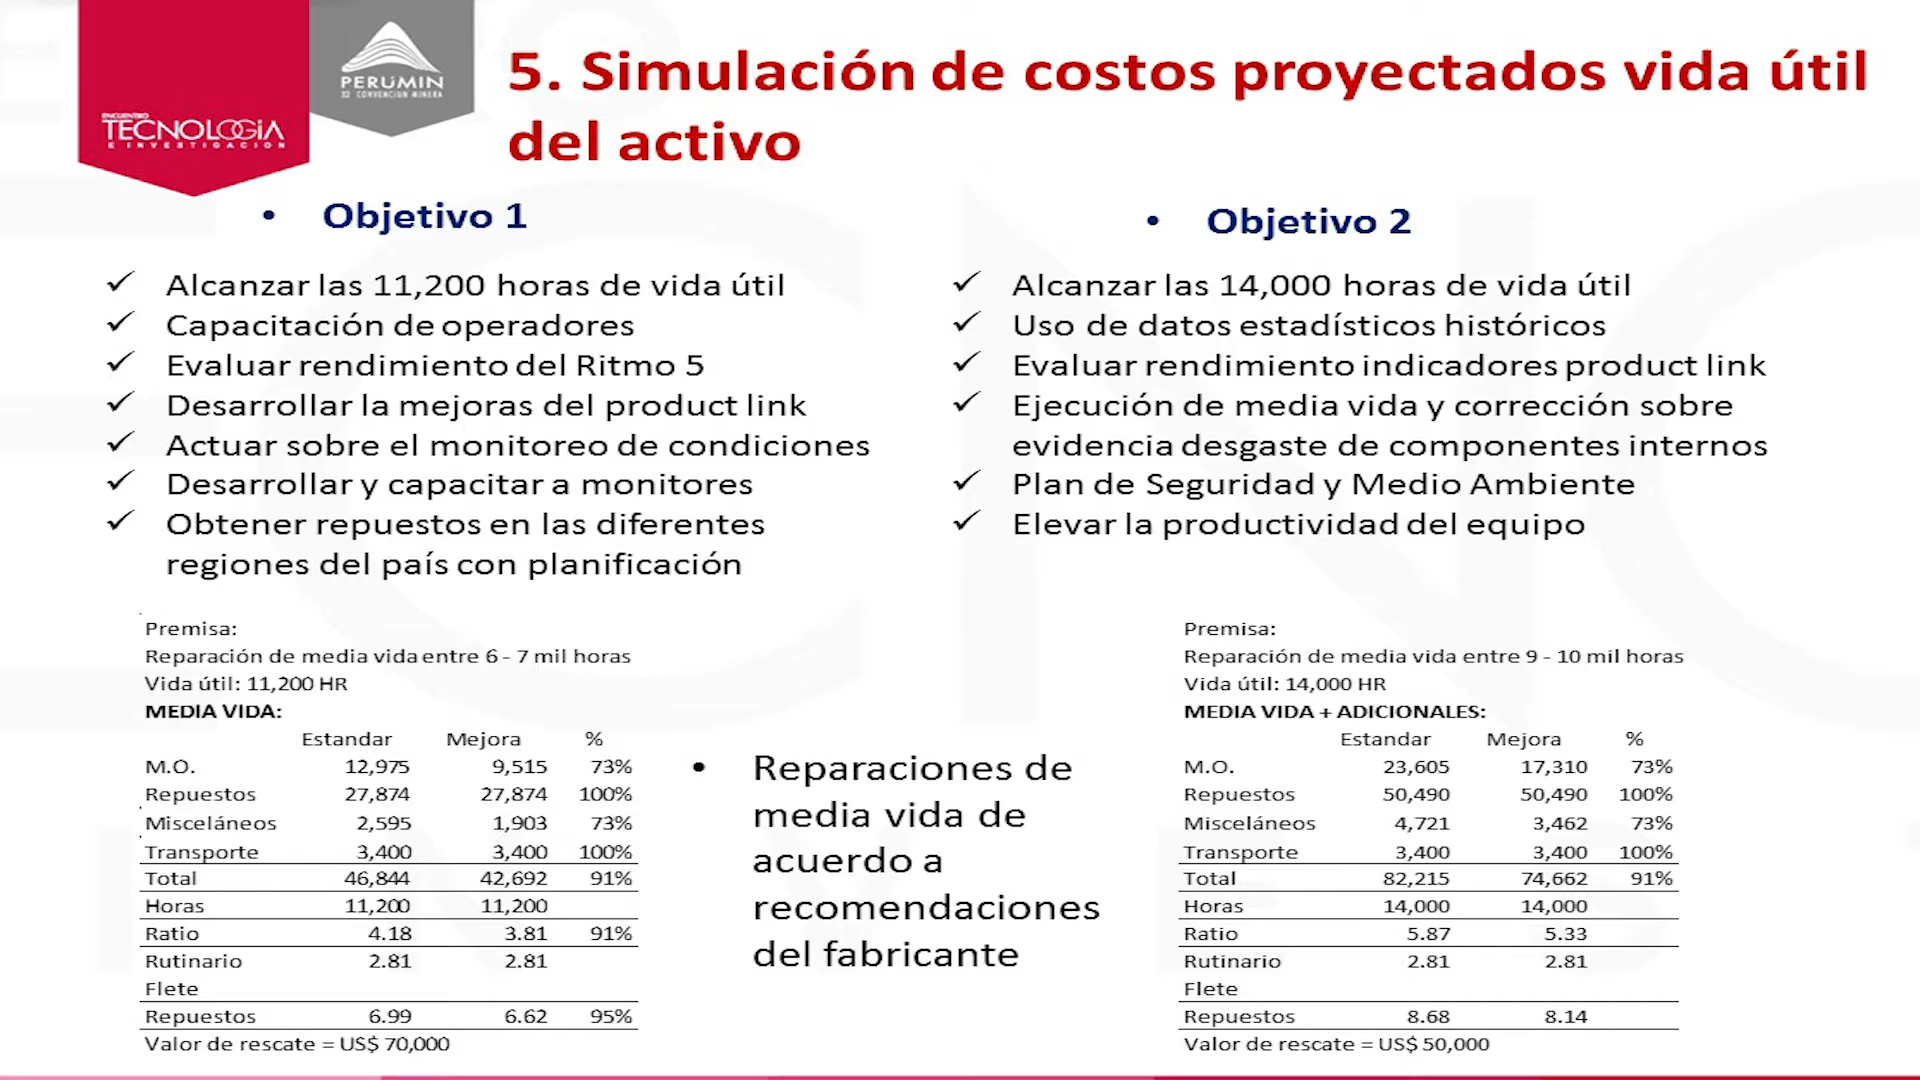 ENCUENTRO
TECNOLOGÍA
E INVESTIGACIÓN
PERUMIN
32 CONVENCIÓN MINERA
5. Simulación de costos proyectados vida útil
del activo
• Objetivo 1
✓ Alcanzar las 11,200 horas de vida útil
✓ Capacitación de operadores
✓ Evaluar rendimiento del Ritmo 5
✓ Desarrollar la mejoras del product link
✓ Actuar sobre el monitoreo de condiciones
✓ Desarrollar y capacitar a monitores
✓ Obtener repuestos en las diferentes
regiones del país con planificación
• Objetivo 2
✓ Alcanzar las 14,000 horas de vida útil
✓ Uso de datos estadísticos históricos
✓ Evaluar rendimiento indicadores product link
✓ Ejecución de media vida y corrección sobre
evidencia desgaste de componentes internos
✓ Plan de Seguridad y Medio Ambiente
✓ Elevar la productividad del equipo
Premisa:
Reparación de media vida entre 6 - 7 mil horas
Vida útil: 11,200 HR
MEDIA VIDA:
Estandar Mejora %
M.O. 12,975 9,515 73%
Repuestos 27,874 27,874 100%
Misceláneos 2,595 1,903 73%
Transporte 3,400 3,400 100%
Total 46,844 42,692 91%
Horas 11,200 11,200
Ratio 4.18 3.81 91%
Rutinario 2.81 2.81
Flete
Repuestos 6.99 6.62 95%
Valor de rescate = US$ 70,000
• Reparaciones de
media vida de
acuerdo a
recomendaciones
del fabricante
Premisa:
Reparación de media vida entre 9 - 10 mil horas
Vida útil: 14,000 HR
MEDIA VIDA + ADICIONALES:
Estandar Mejora %
M.O. 23,605 17,310 73%
Repuestos 50,490 50,490 100%
Misceláneos 4,721 3,462 73%
Transporte 3,400 3,400 100%
Total 82,215 74,662 91%
Horas 14,000 14,000
Ratio 5.87 5.33
Rutinario 2.81 2.81
Flete
Repuestos 8.68 8.14
Valor de rescate = US$ 50,000